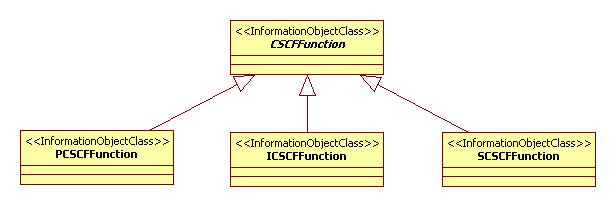 <<InformationObjectClass>>
CSCFFunction
<<InformationObjectClass>>
PCSCFFunction
<<InformationObjectClass>>
ICSCFFunction
<<InformationObjectClass>>
SCSCFFunction